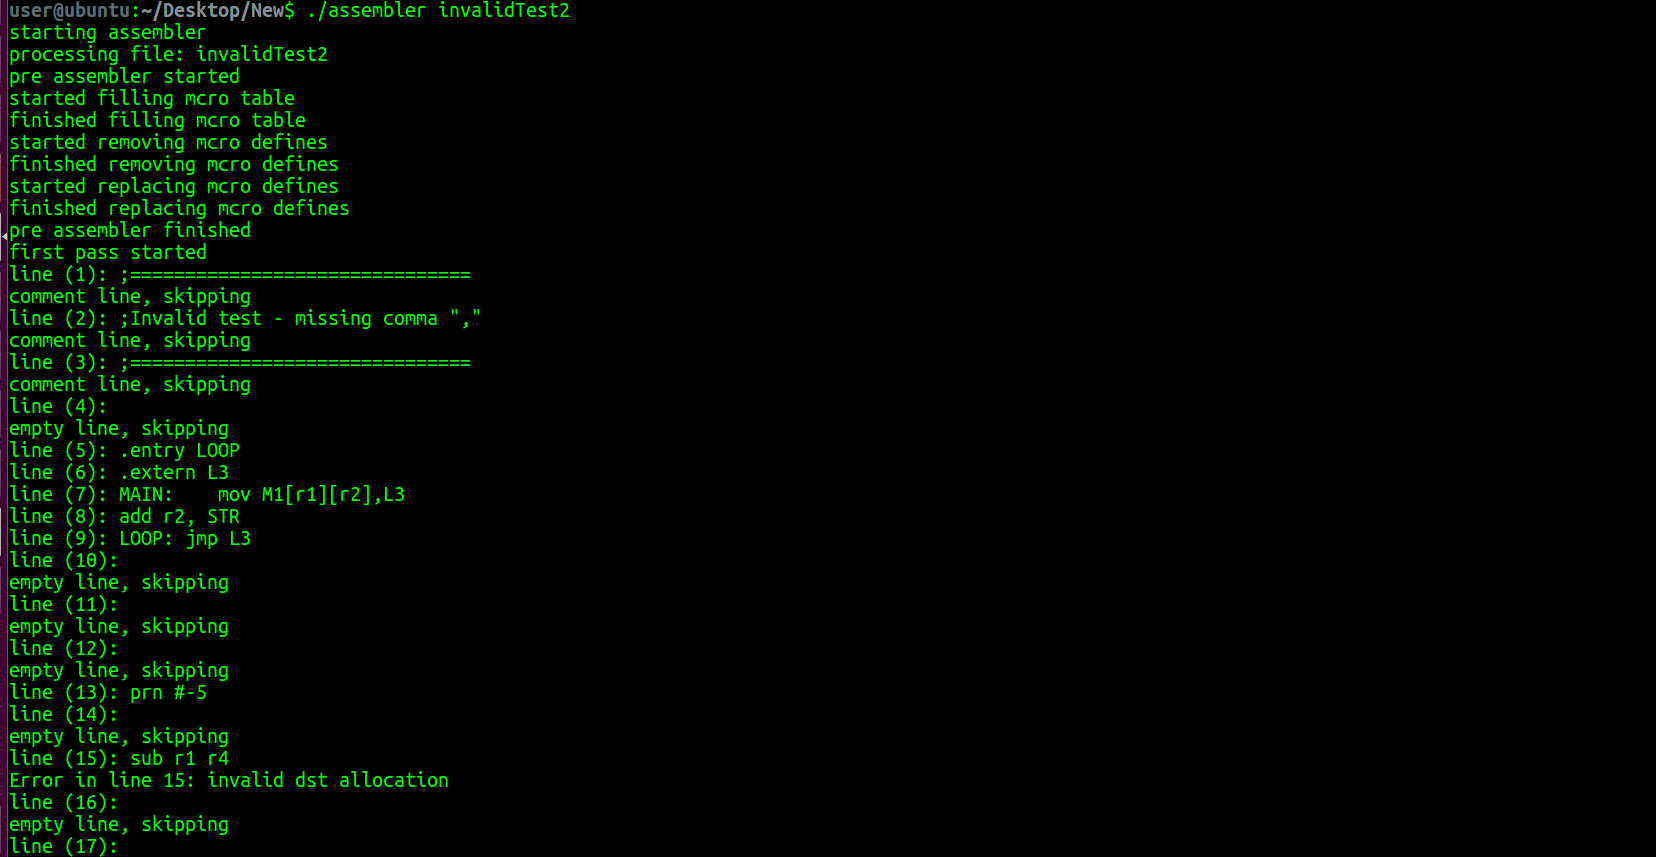 user@ubuntu:~/Desktop/New$ ./assembler invalidTest2
starting assembler
processing file: invalidTest2
pre assembler started
started filling mcro table
finished filling mcro table
started removing mcro defines
finished removing mcro defines
started replacing mcro defines
finished replacing mcro defines
pre assembler finished
first pass started
line (1): ;===============================
comment line, skipping
line (2): ;Invalid test - missing comma ","
comment line, skipping
line (3): ;===============================
comment line, skipping
line (4):
empty line, skipping
line (5): .entry LOOP
line (6): .extern L3
line (7): MAIN:    mov M1[r1][r2],L3
line (8): add r2, STR
line (9): LOOP: jmp L3
line (10):
empty line, skipping
line (11):
empty line, skipping
line (12):
empty line, skipping
line (13): prn #-5
line (14):
empty line, skipping
line (15): sub r1 r4
Error in line 15: invalid dst allocation
line (16):
empty line, skipping
line (17):